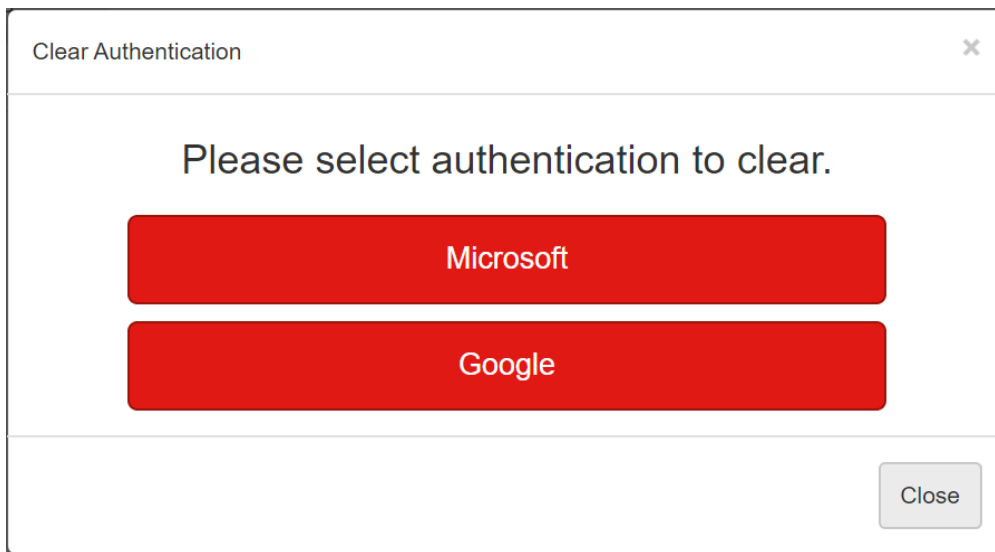 Clear Authentication
×
Please select authentication to clear.
Microsoft
Google
Close